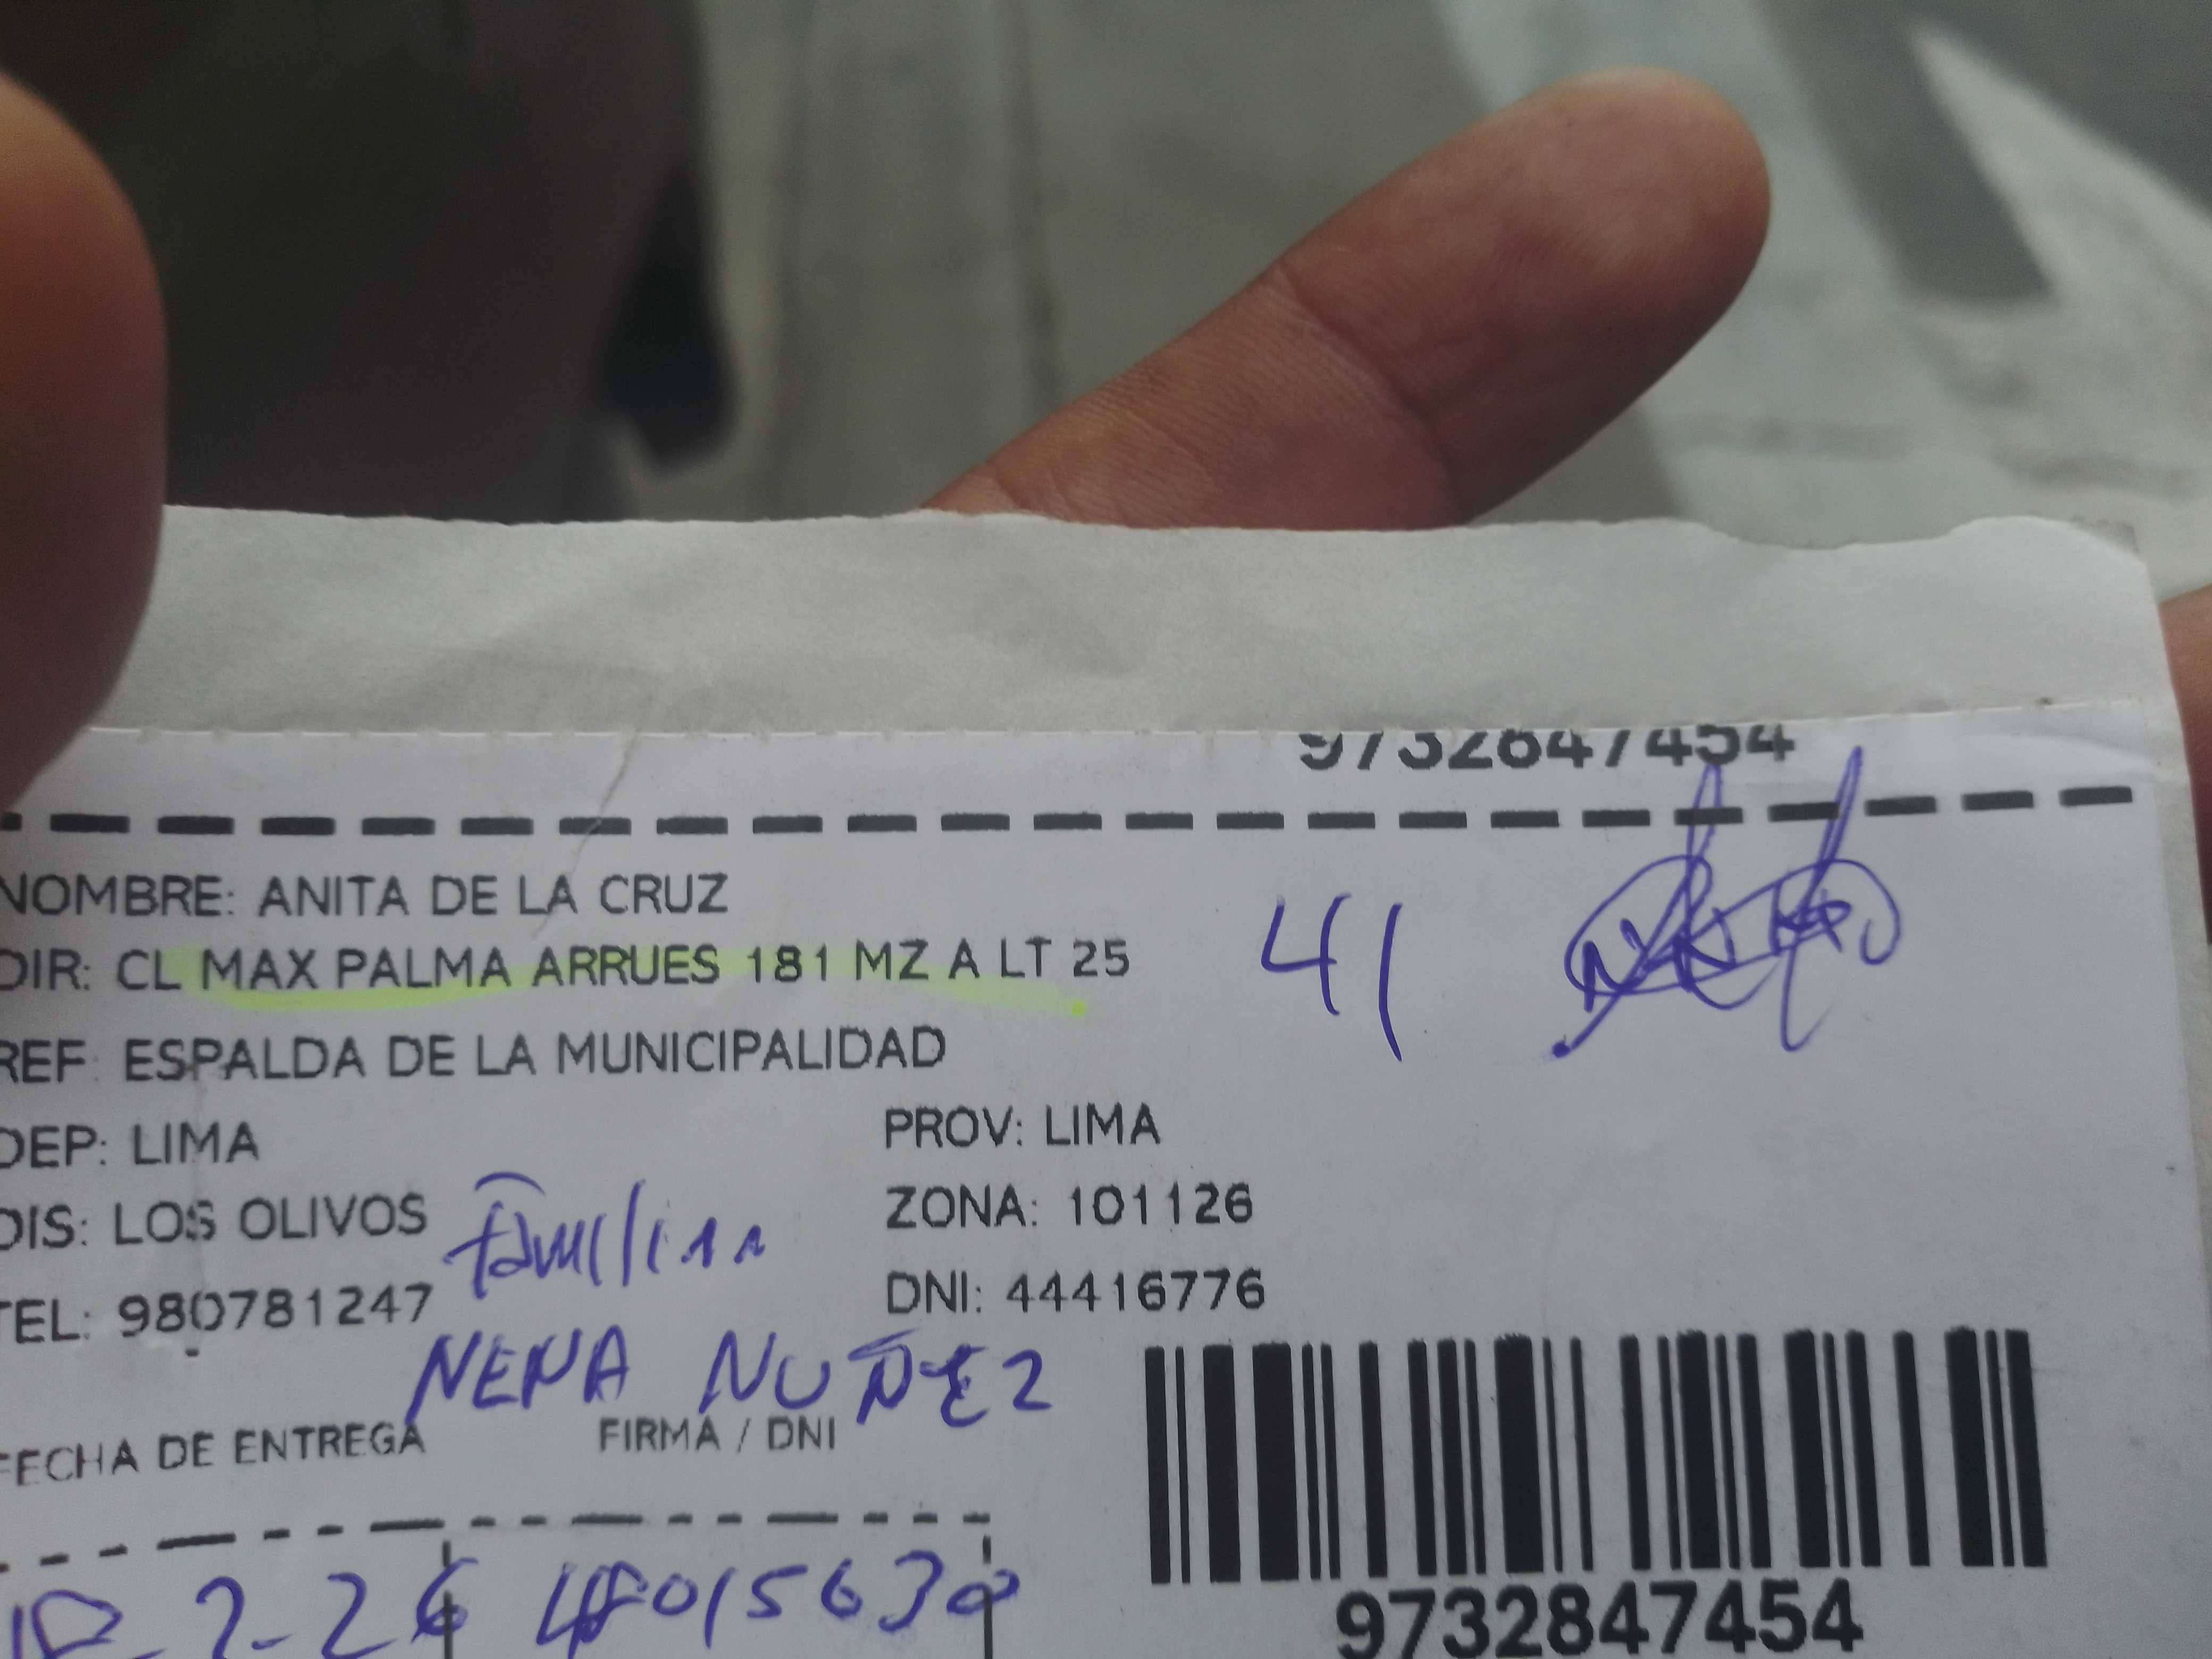 9732847454
NOMBRE: ANITA DE LA CRUZ
DIR: CL MAX PALMA ARRUES 181 MZ A LT 25
41
REF: ESPALDA DE LA MUNICIPALIDAD
DEP: LIMA
PROV: LIMA
DIS: LOS OLIVOS
ZONA: 101126
TEL: 980781247
DNI: 44416776
NENA NUÑEZ
FECHA DE ENTREGA
FIRMA / DNI
9732847454